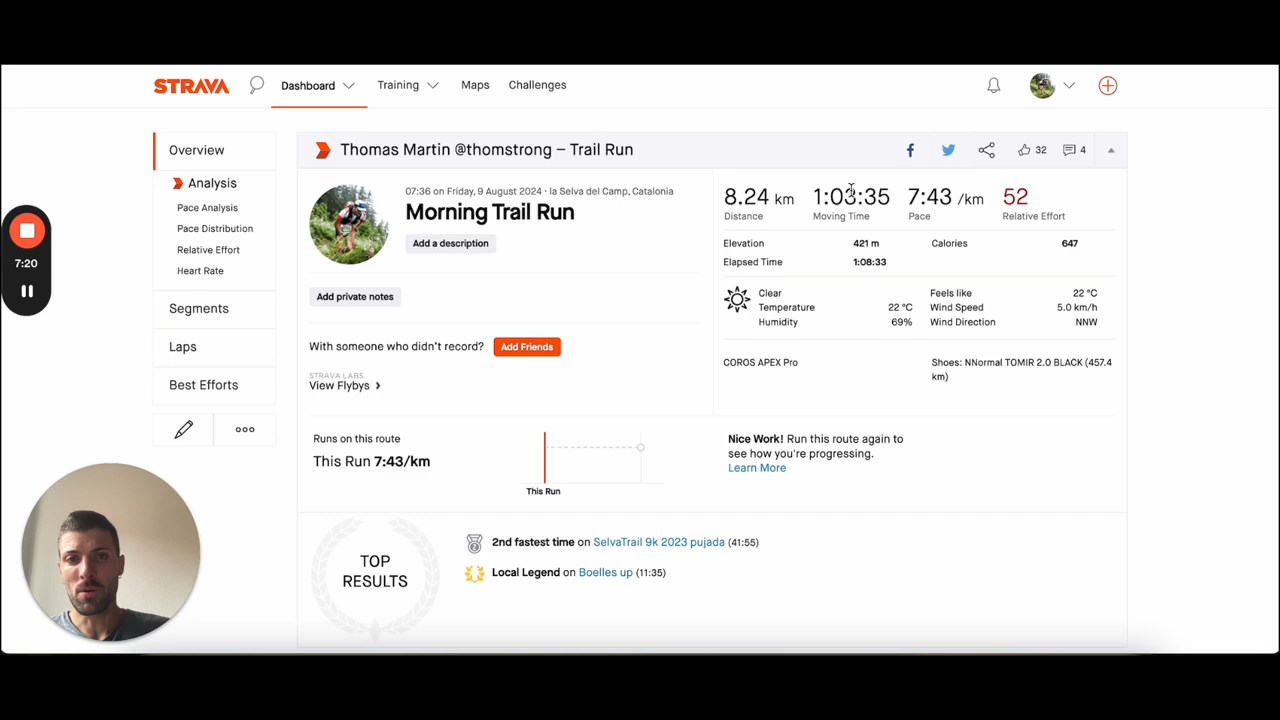 STRAVA
Dashboard
Training
Maps
Challenges
Overview
Analysis
Pace Analysis
Pace Distribution
Relative Effort
Heart Rate
Segments
Laps
Best Efforts
7:20
Thomas Martin @thomstrong – Trail Run
32
4
07:36 on Friday, 9 August 2024 · la Selva del Camp, Catalonia
Morning Trail Run
Add a description
Add private notes
With someone who didn't record?
Add Friends
STRAVA LABS
View Flybys
8.24 km
Distance
1:03:35
Moving Time
7:43 /km
Pace
52
Relative Effort
Elevation 421 m
Calories 647
Elapsed Time 1:08:33
Clear
Temperature 22 °C
Humidity 69%
Feels like 22 °C
Wind Speed 5.0 km/h
Wind Direction NNW
COROS APEX Pro
Shoes: NNormal TOMIR 2.0 BLACK (457.4
km)
Runs on this route
This Run 7:43/km
This Run
Nice Work! Run this route again to
see how you're progressing.
Learn More
TOP
RESULTS
2
2nd fastest time on SelvaTrail 9k 2023 pujada (41:55)
Local Legend on Boelles up (11:35)